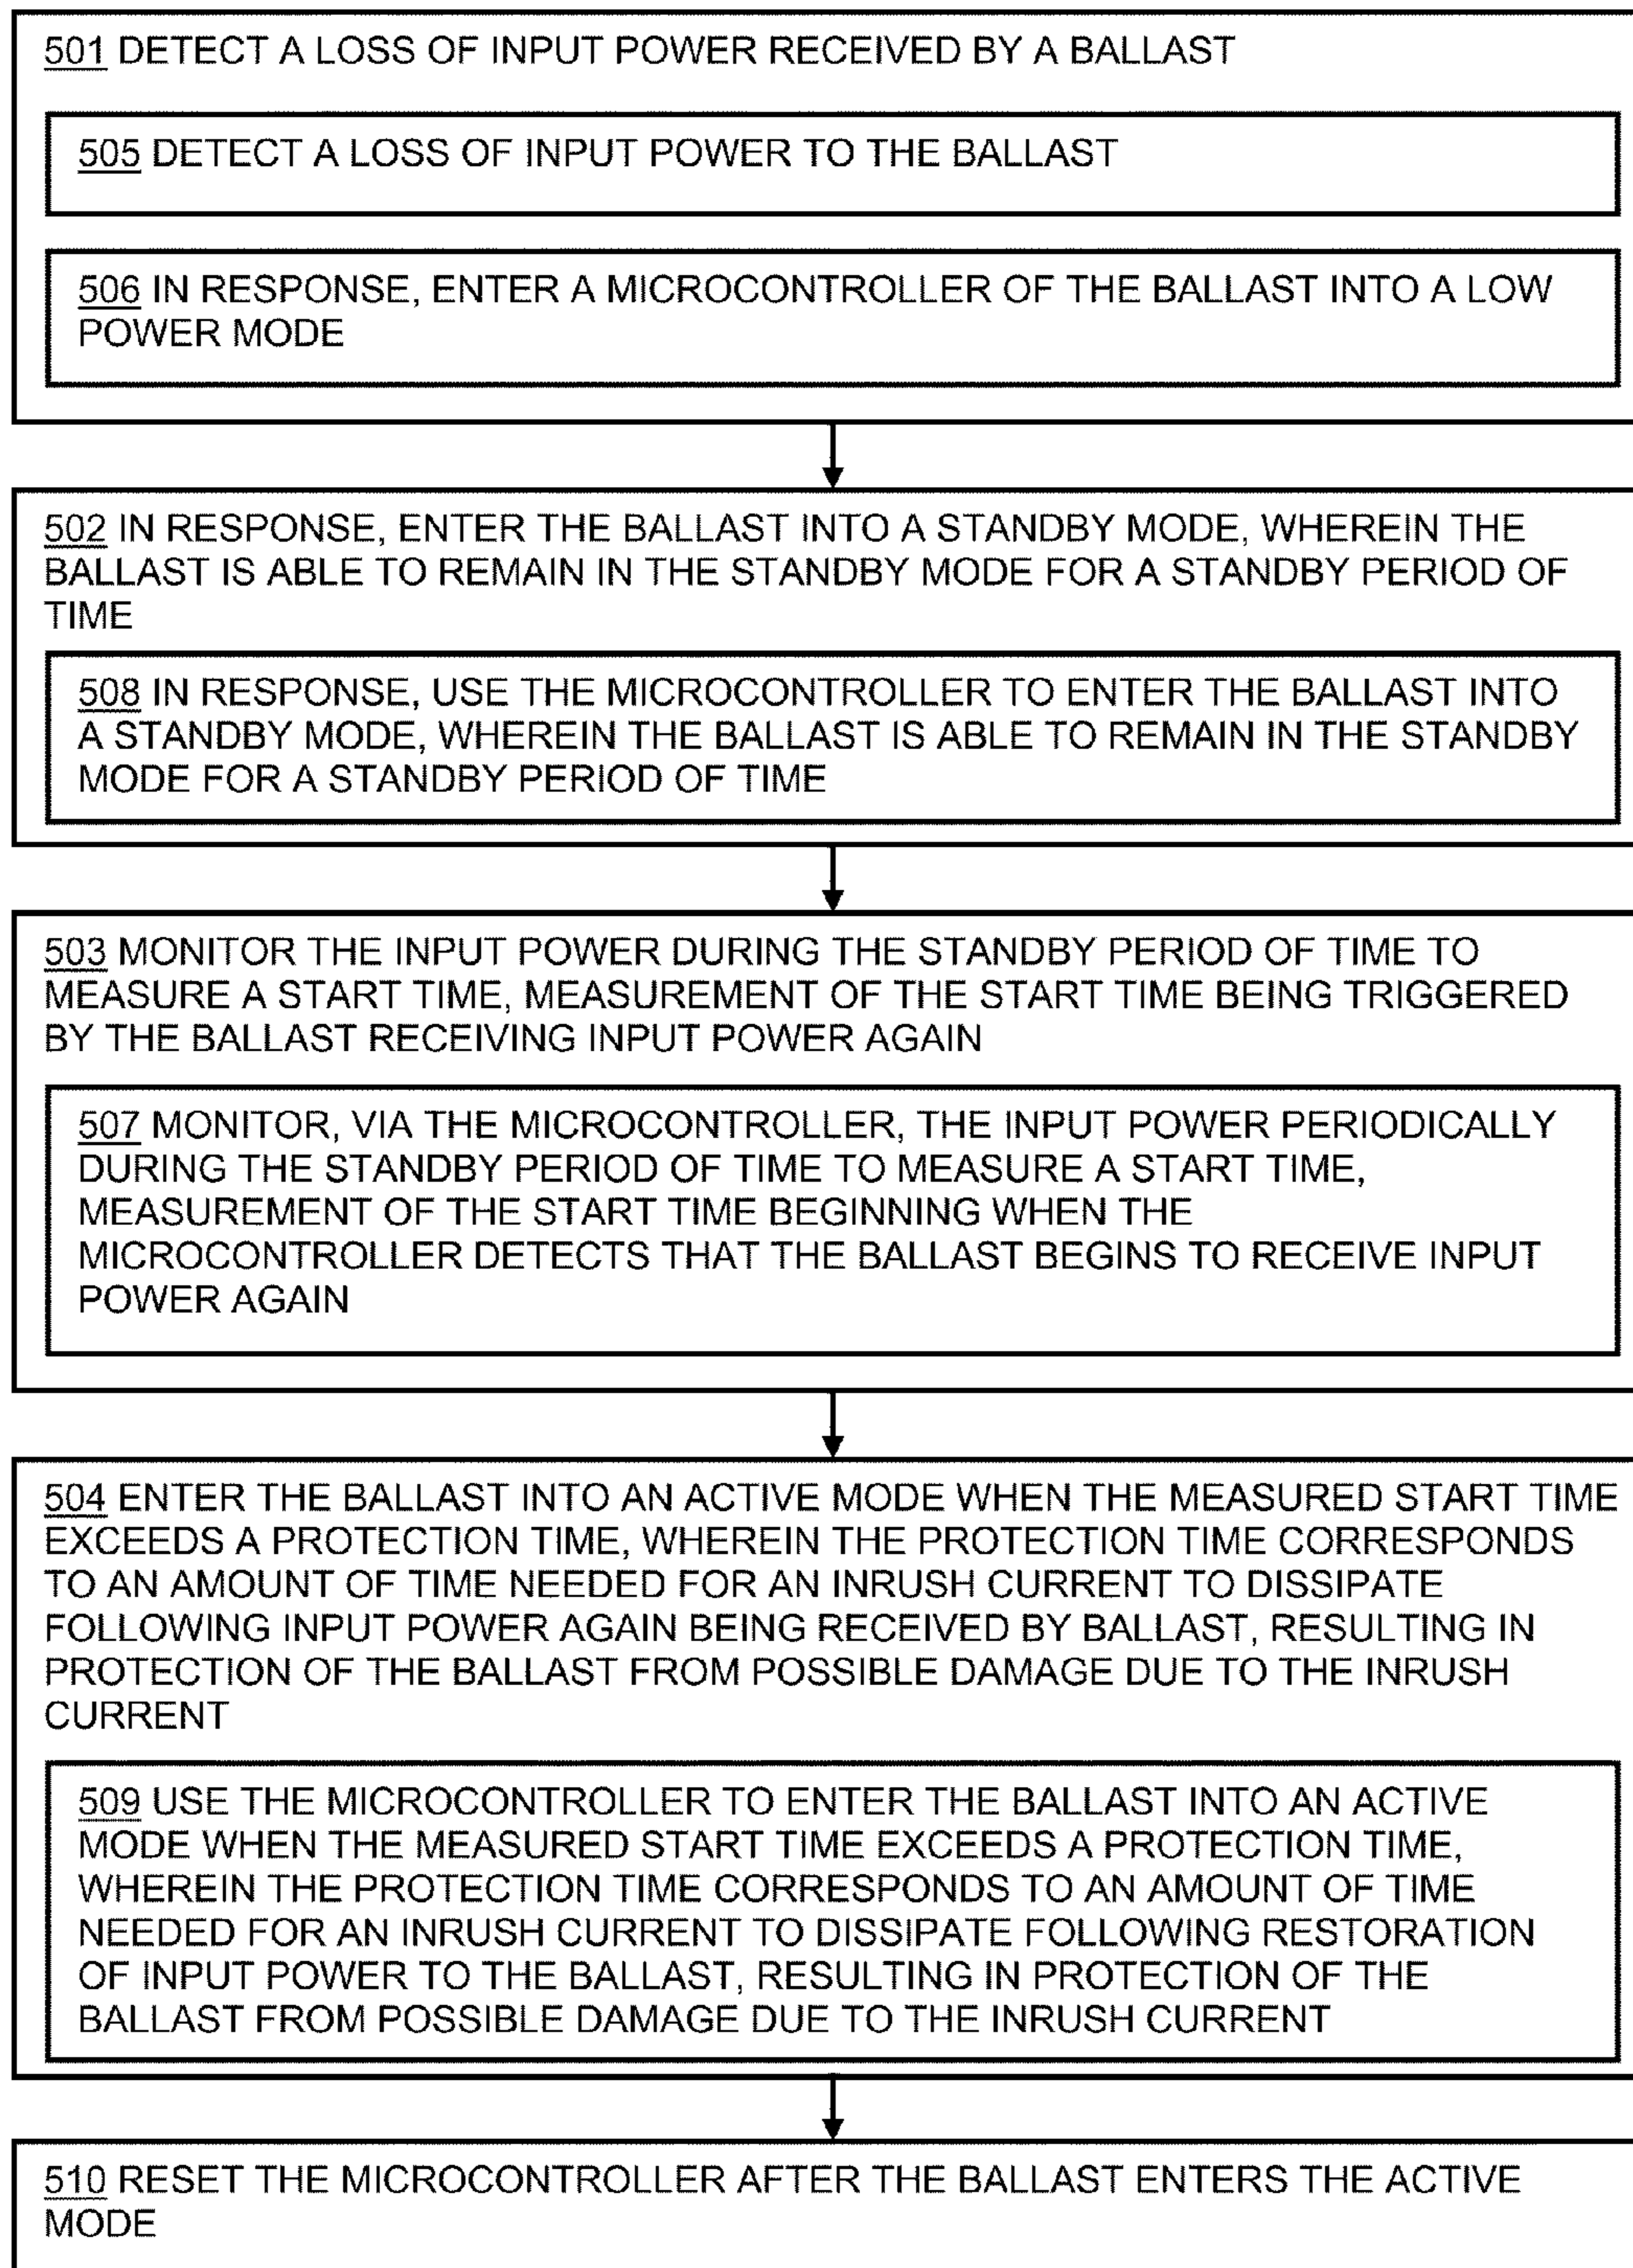 501 DETECT A LOSS OF INPUT POWER RECEIVED BY A BALLAST
505 DETECT A LOSS OF INPUT POWER TO THE BALLAST
506 IN RESPONSE, ENTER A MICROCONTROLLER OF THE BALLAST INTO A LOW
POWER MODE
502 IN RESPONSE, ENTER THE BALLAST INTO A STANDBY MODE, WHEREIN THE
BALLAST IS ABLE TO REMAIN IN THE STANDBY MODE FOR A STANDBY PERIOD OF
TIME
508 IN RESPONSE, USE THE MICROCONTROLLER TO ENTER THE BALLAST INTO
A STANDBY MODE, WHEREIN THE BALLAST IS ABLE TO REMAIN IN THE STANDBY
MODE FOR A STANDBY PERIOD OF TIME
503 MONITOR THE INPUT POWER DURING THE STANDBY PERIOD OF TIME TO
MEASURE A START TIME, MEASUREMENT OF THE START TIME BEING TRIGGERED
BY THE BALLAST RECEIVING INPUT POWER AGAIN
507 MONITOR, VIA THE MICROCONTROLLER, THE INPUT POWER PERIODICALLY
DURING THE STANDBY PERIOD OF TIME TO MEASURE A START TIME,
MEASUREMENT OF THE START TIME BEGINNING WHEN THE
MICROCONTROLLER DETECTS THAT THE BALLAST BEGINS TO RECEIVE INPUT
POWER AGAIN
504 ENTER THE BALLAST INTO AN ACTIVE MODE WHEN THE MEASURED START TIME
EXCEEDS A PROTECTION TIME, WHEREIN THE PROTECTION TIME CORRESPONDS
TO AN AMOUNT OF TIME NEEDED FOR AN INRUSH CURRENT TO DISSIPATE
FOLLOWING INPUT POWER AGAIN BEING RECEIVED BY BALLAST, RESULTING IN
PROTECTION OF THE BALLAST FROM POSSIBLE DAMAGE DUE TO THE INRUSH
CURRENT
509 USE THE MICROCONTROLLER TO ENTER THE BALLAST INTO AN ACTIVE
MODE WHEN THE MEASURED START TIME EXCEEDS A PROTECTION TIME,
WHEREIN THE PROTECTION TIME CORRESPONDS TO AN AMOUNT OF TIME
NEEDED FOR AN INRUSH CURRENT TO DISSIPATE FOLLOWING RESTORATION
OF INPUT POWER TO THE BALLAST, RESULTING IN PROTECTION OF THE
BALLAST FROM POSSIBLE DAMAGE DUE TO THE INRUSH CURRENT
510 RESET THE MICROCONTROLLER AFTER THE BALLAST ENTERS THE ACTIVE
MODE